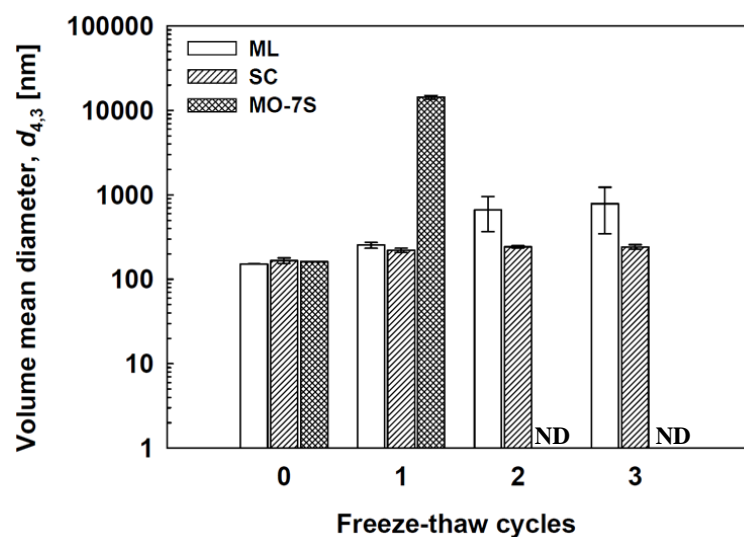 Volume mean diameter, d4,3 [nm]
100000
10000
1000
100
10
1
ML
SC
MO-7S
ND
ND
0 1 2 3
Freeze-thaw cycles